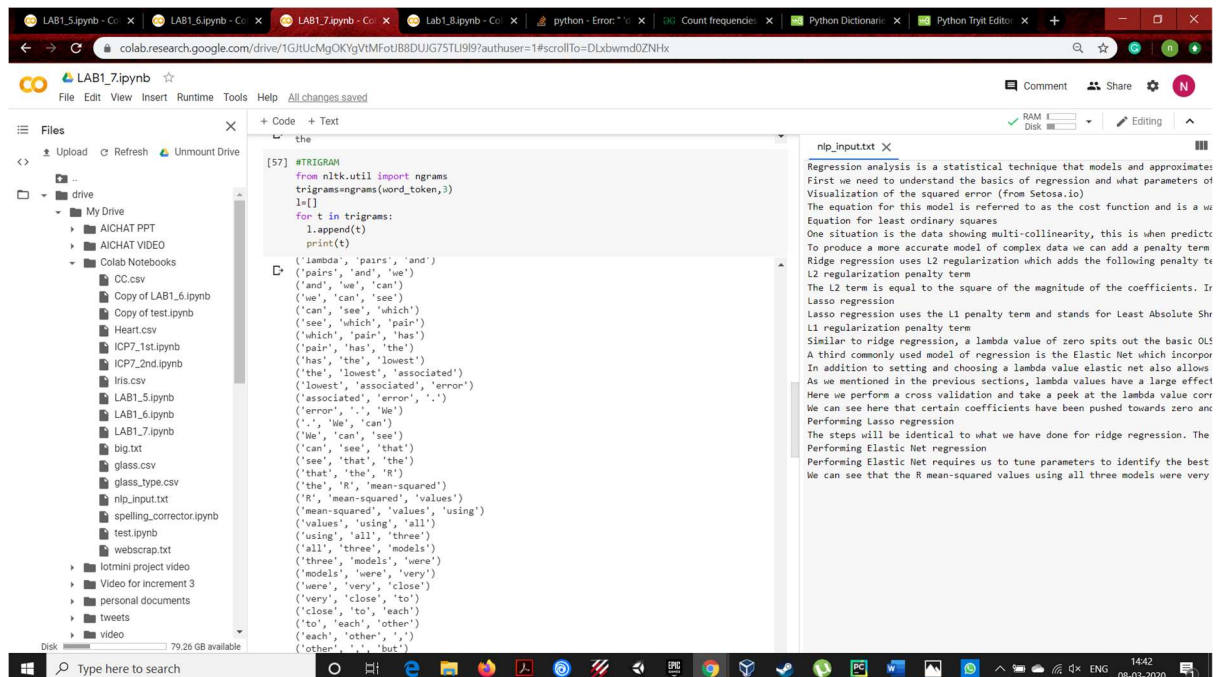 LAB1_5.ipynb - Co
LAB1_6.ipynb - Co
LAB1_7.ipynb - Col
Lab1_8.ipynb - Col
python - Error: " 'd
Count frequencies
Python Dictionarie
Python Tryit Editor
colab.research.google.com/drive/1GJtUcMgOKYgVtMFotJB8DUJG75TLI9I9?authuser=1#scrollTo=DLxbwmd0ZNHx
LAB1_7.ipynb
File Edit View Insert Runtime Tools Help All changes saved
Comment Share N
+ Code + Text
RAM
Disk
Editing
Files
Upload Refresh Unmount Drive
..
drive
My Drive
AICHAT PPT
AICHAT VIDEO
Colab Notebooks
CC.csv
Copy of LAB1_6.ipynb
Copy of test.ipynb
Heart.csv
ICP7_1st.ipynb
ICP7_2nd.ipynb
Iris.csv
LAB1_5.ipynb
LAB1_6.ipynb
LAB1_7.ipynb
big.txt
glass.csv
glass_type.csv
nlp_input.txt
spelling_corrector.ipynb
test.ipynb
webscrap.txt
Iotmini project video
Video for increment 3
personal documents
tweets
video
Disk 79.26 GB available
the
[57] #TRIGRAM
from nltk.util import ngrams
trigrams=ngrams(word_token,3)
l=[]
for t in trigrams:
l.append(t)
print(t)
('lambda', 'pairs', 'and')
('pairs', 'and', 'we')
('and', 'we', 'can')
('we', 'can', 'see')
('can', 'see', 'which')
('see', 'which', 'pair')
('which', 'pair', 'has')
('pair', 'has', 'the')
('has', 'the', 'lowest')
('the', 'lowest', 'associated')
('lowest', 'associated', 'error')
('associated', 'error', '.')
('error', '.', 'We')
('.', 'We', 'can')
('We', 'can', 'see')
('can', 'see', 'that')
('see', 'that', 'the')
('that', 'the', 'R')
('the', 'R', 'mean-squared')
('R', 'mean-squared', 'values')
('mean-squared', 'values', 'using')
('values', 'using', 'all')
('using', 'all', 'three')
('all', 'three', 'models')
('three', 'models', 'were')
('models', 'were', 'very')
('were', 'very', 'close')
('very', 'close', 'to')
('close', 'to', 'each')
('to', 'each', 'other')
('each', 'other', ',')
('other', ',', 'but')
nlp_input.txt
Regression analysis is a statistical technique that models and approximates
First we need to understand the basics of regression and what parameters of
Visualization of the squared error (from Setosa.io)
The equation for this model is referred to as the cost function and is a wa
Equation for least ordinary squares
One situation is the data showing multi-collinearity, this is when predicto
To produce a more accurate model of complex data we can add a penalty term
Ridge regression uses L2 regularization which adds the following penalty te
L2 regularization penalty term
The L2 term is equal to the square of the magnitude of the coefficients. In
Lasso regression
Lasso regression uses the L1 penalty term and stands for Least Absolute Shr
L1 regularization penalty term
Similar to ridge regression, a lambda value of zero spits out the basic OLS
A third commonly used model of regression is the Elastic Net which incorpor
In addition to setting and choosing a lambda value elastic net also allows
As we mentioned in the previous sections, lambda values have a large effect
Here we perform a cross validation and take a peek at the lambda value corr
We can see here that certain coefficients have been pushed towards zero and
Performing Lasso regression
The steps will be identical to what we have done for ridge regression. The
Performing Elastic Net regression
Performing Elastic Net requires us to tune parameters to identify the best
We can see that the R mean-squared values using all three models were very
Type here to search
ENG
14:42
08-03-2020